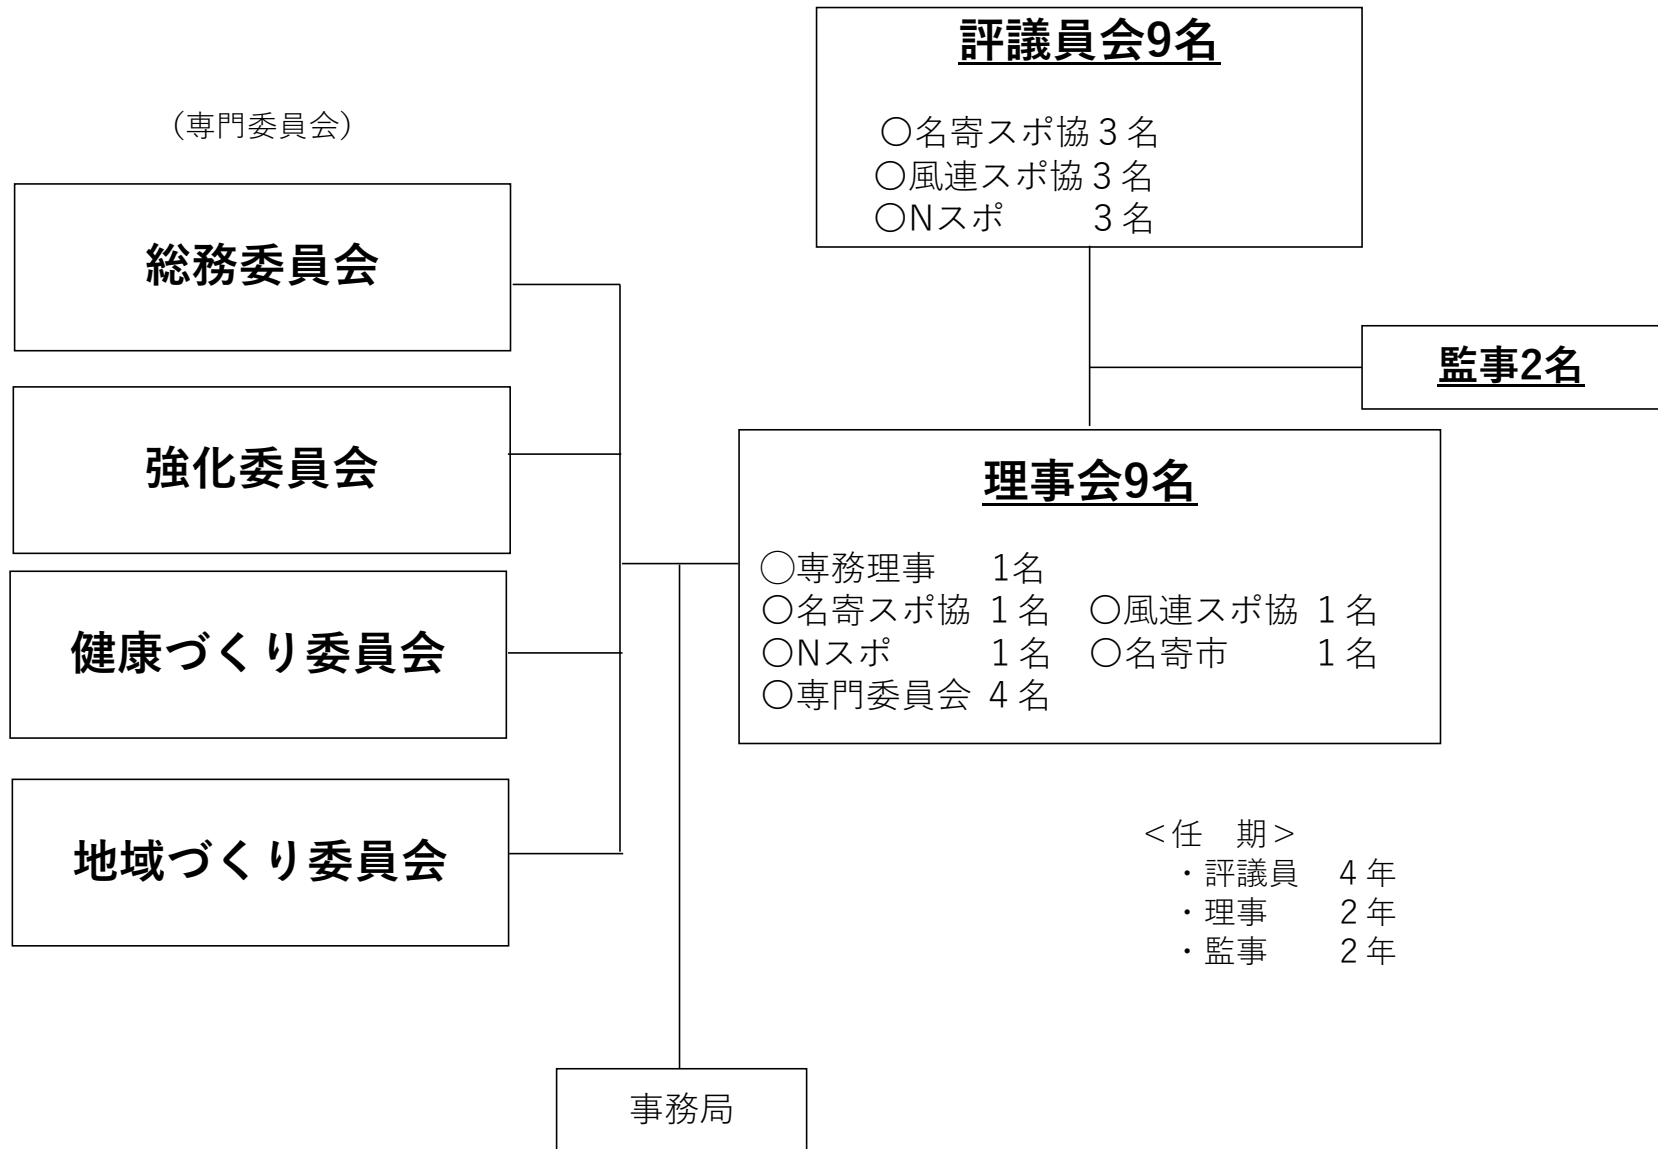 評議員会9名
〇名寄スポ協３名
〇風連スポ協３名
〇Nスポ　　３名
（専門委員会）
総務委員会
強化委員会
健康づくり委員会
地域づくり委員会
監事2名
理事会9名
◯専務理事　1名
〇名寄スポ協 １名　〇風連スポ協 １名
〇Nスポ　　　１名　〇名寄市　　１名
〇専門委員会 ４名
＜任　期＞
・評議員　４年
・理事　　２年
・監事　　２年
事務局